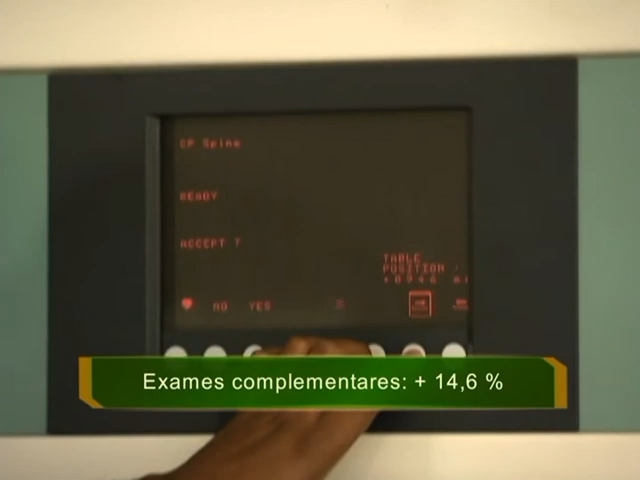 CP Spine
READY
ACCEPT ?
TABLE
POSITION :
NO YES
Exames complementares: + 14,6 %